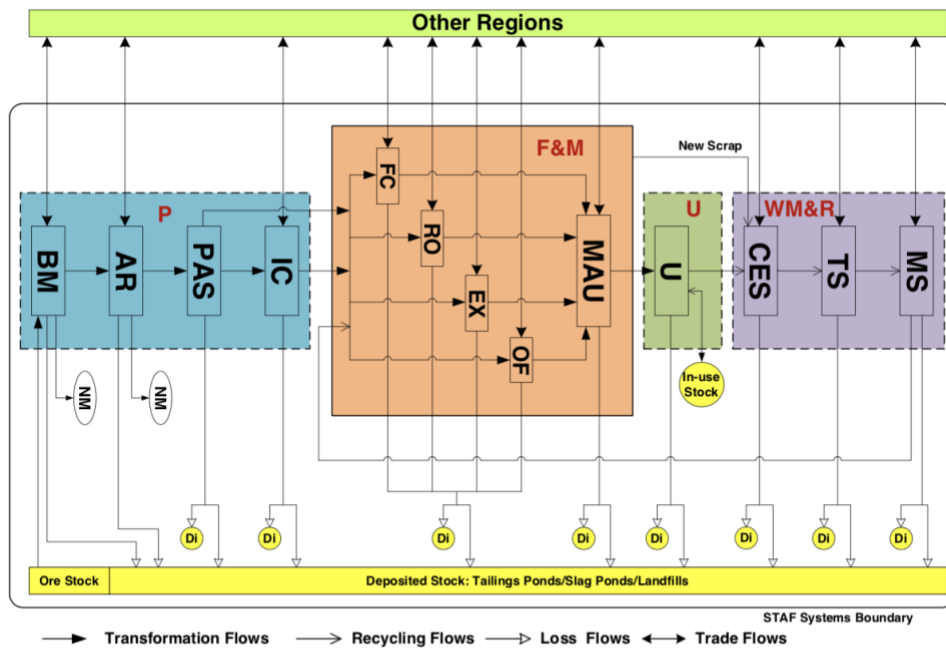 Other Regions
F&M
New Scrap
P
U
WM&R
BM
AR
PAS
IC
FC
RO
EX
OF
MAU
U
CES
TS
MS
NM
NM
In-use
Stock
Di
Di
Di
Di
Di
Di
Di
Di
Ore Stock
Deposited Stock: Tailings Ponds/Slag Ponds/Landfills
STAF Systems Boundary
Transformation Flows
Recycling Flows
Loss Flows
Trade Flows